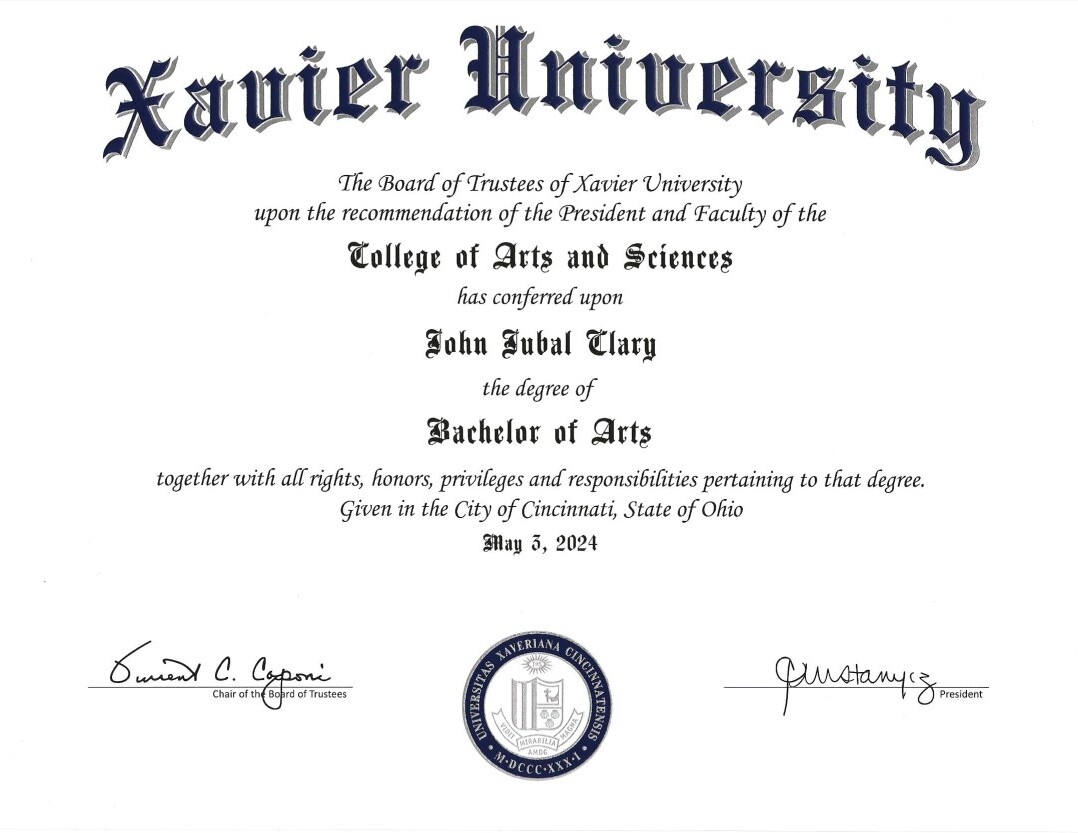 Xavier University
The Board of Trustees of Xavier University
upon the recommendation of the President and Faculty of the
College of Arts and Sciences
has conferred upon
John Jubal Clary
the degree of
Bachelor of Arts
together with all rights, honors, privileges and responsibilities pertaining to that degree.
Given in the City of Cincinnati, State of Ohio
May 3, 2024
C. Caponi
Chair of the Board of Trustees
President
UNIVERSITAS XAVERIANA CINCINNATENSIS
IHS
VIDIT MIRABILIA MAGNA
AMDG
M·DCCC·XXX·I